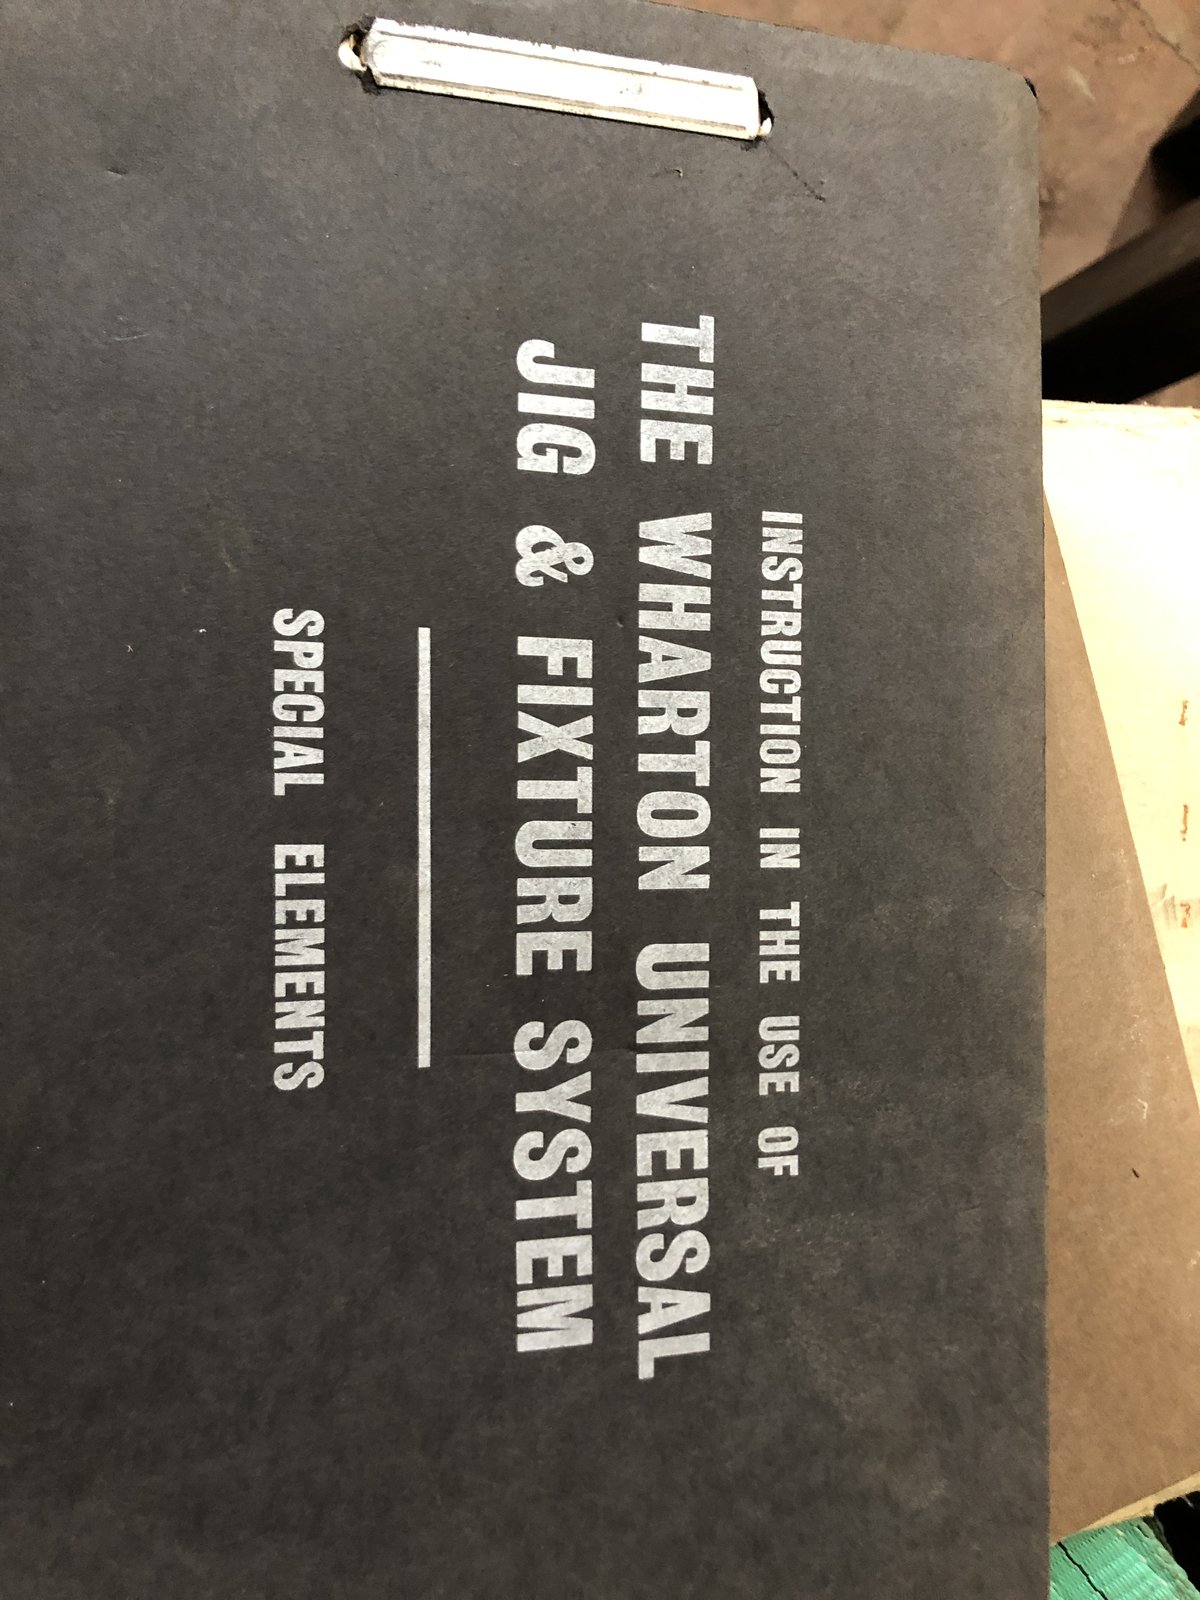 INSTRUCTION IN THE USE OF
THE WHARTON UNIVERSAL
JIG & FIXTURE SYSTEM
SPECIAL ELEMENTS